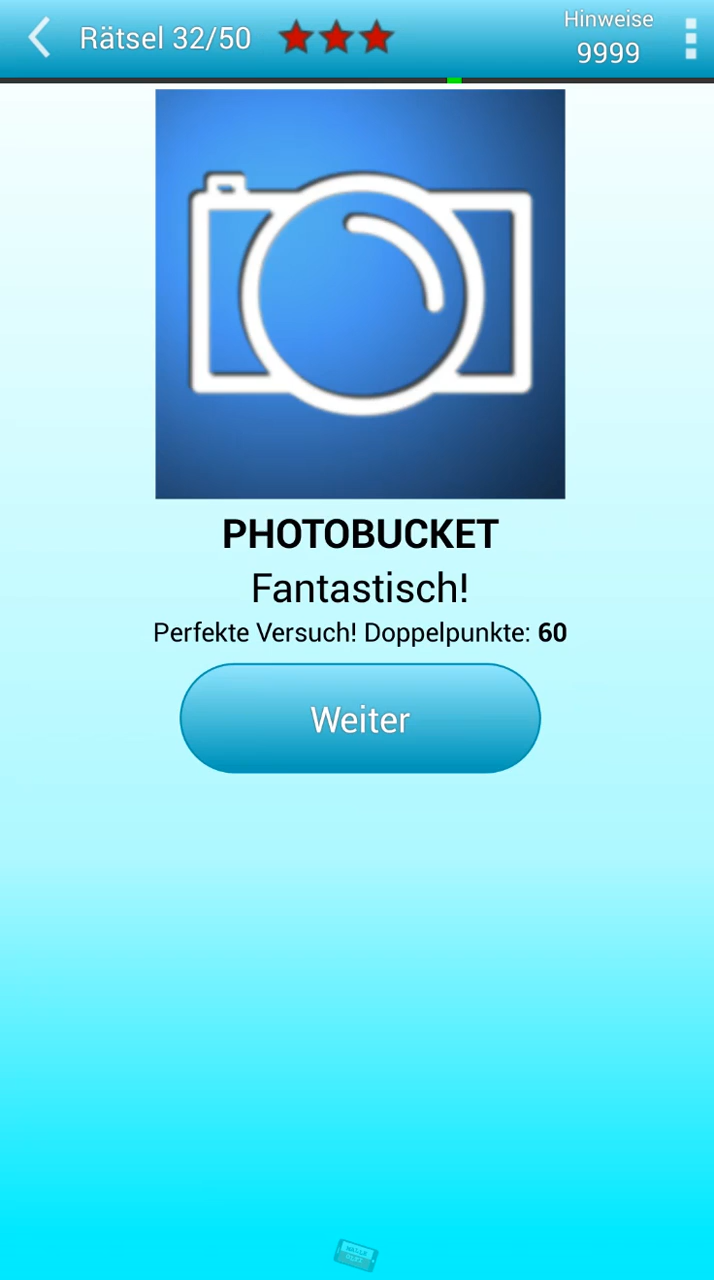 Rätsel 32/50
Hinweise
9999
PHOTOBUCKET
Fantastisch!
Perfekte Versuch! Doppelpunkte: 60
Weiter